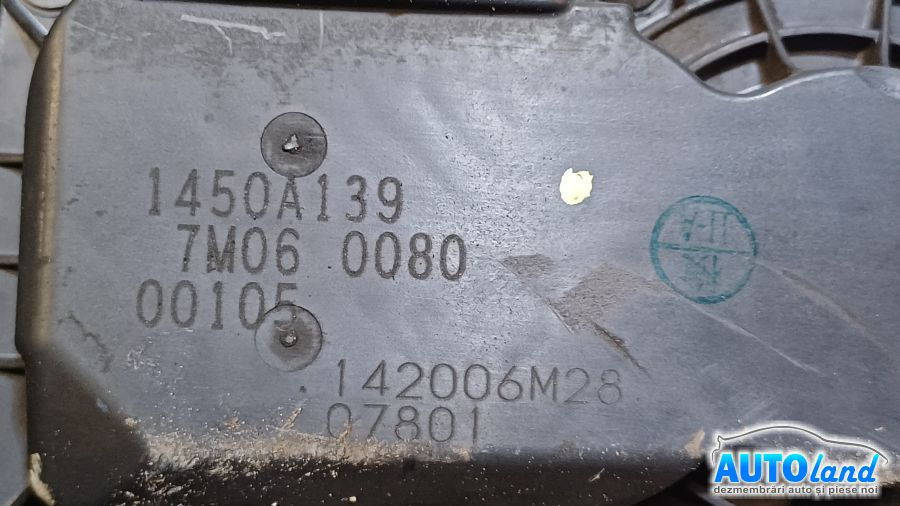 1450A139
7M06 0080
00105
142006M28
07801
AUTOland
dezmembrări auto și piese noi